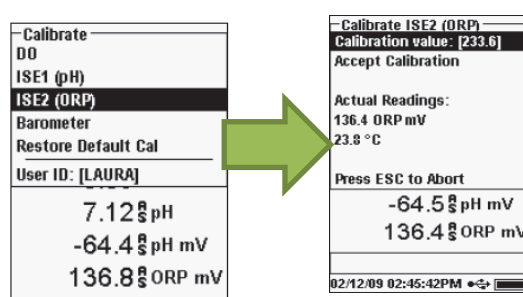 Calibrate
DO
ISE1 (pH)
ISE2 (ORP)
Barometer
Restore Default Cal
User ID: [LAURA]
7.12 pH
-64.4 pH mV
136.8 ORP mV
Calibrate ISE2 (ORP)
Calibration value: [233.6]
Accept Calibration
Actual Readings:
136.4 ORP mV
23.8 °C
Press ESC to Abort
-64.5 pH mV
136.4 ORP mV
02/12/09 02:45:42PM